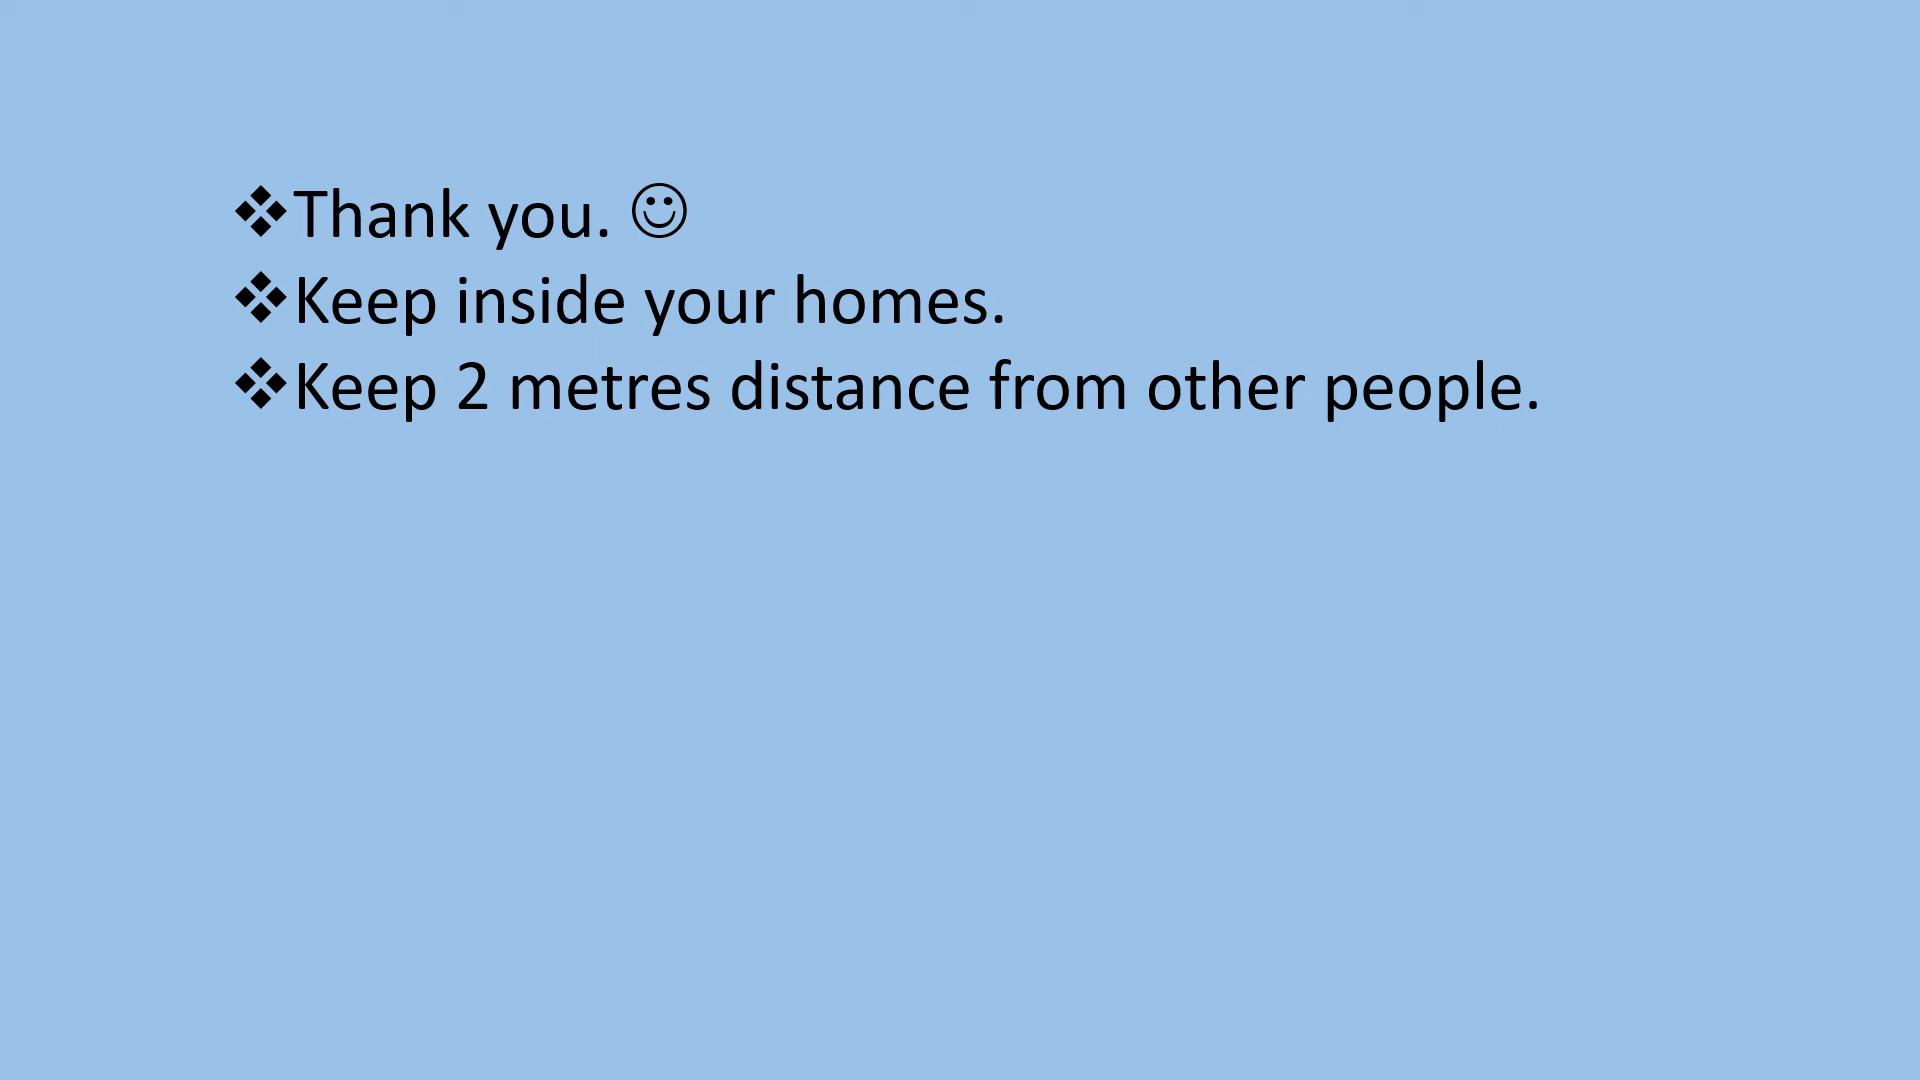 ❖Thank you. ☺
❖Keep inside your homes.
❖Keep 2 metres distance from other people.